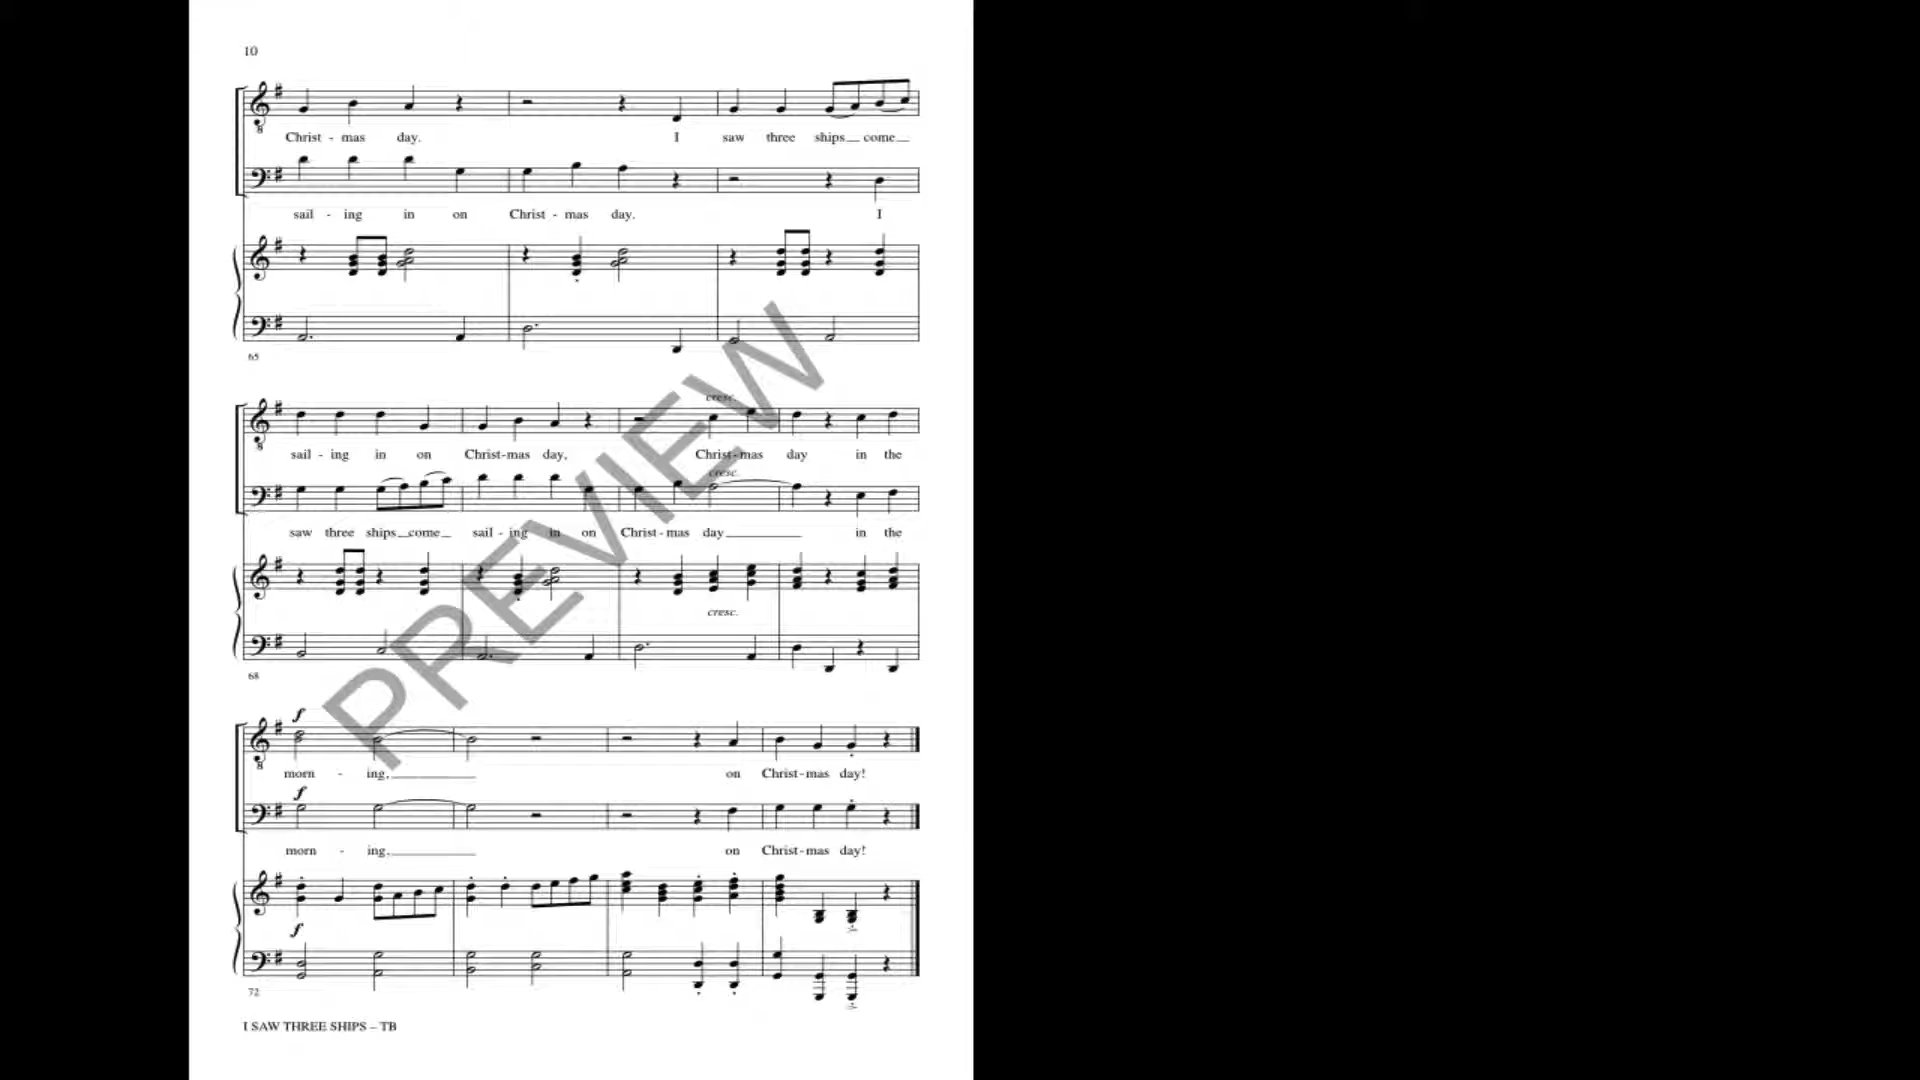 10
Christ - mas day. I saw three ships come
sail - ing in on Christ - mas day. I
65
cresc.
sail - ing in on Christ-mas day, Christ-mas day in the
cresc.
saw three ships come sail - ing in on Christ - mas day in the
cresc.
68
f
morn - ing, on Christ-mas day!
f
morn - ing, on Christ-mas day!
f
72
I SAW THREE SHIPS – TB
PREVIEW